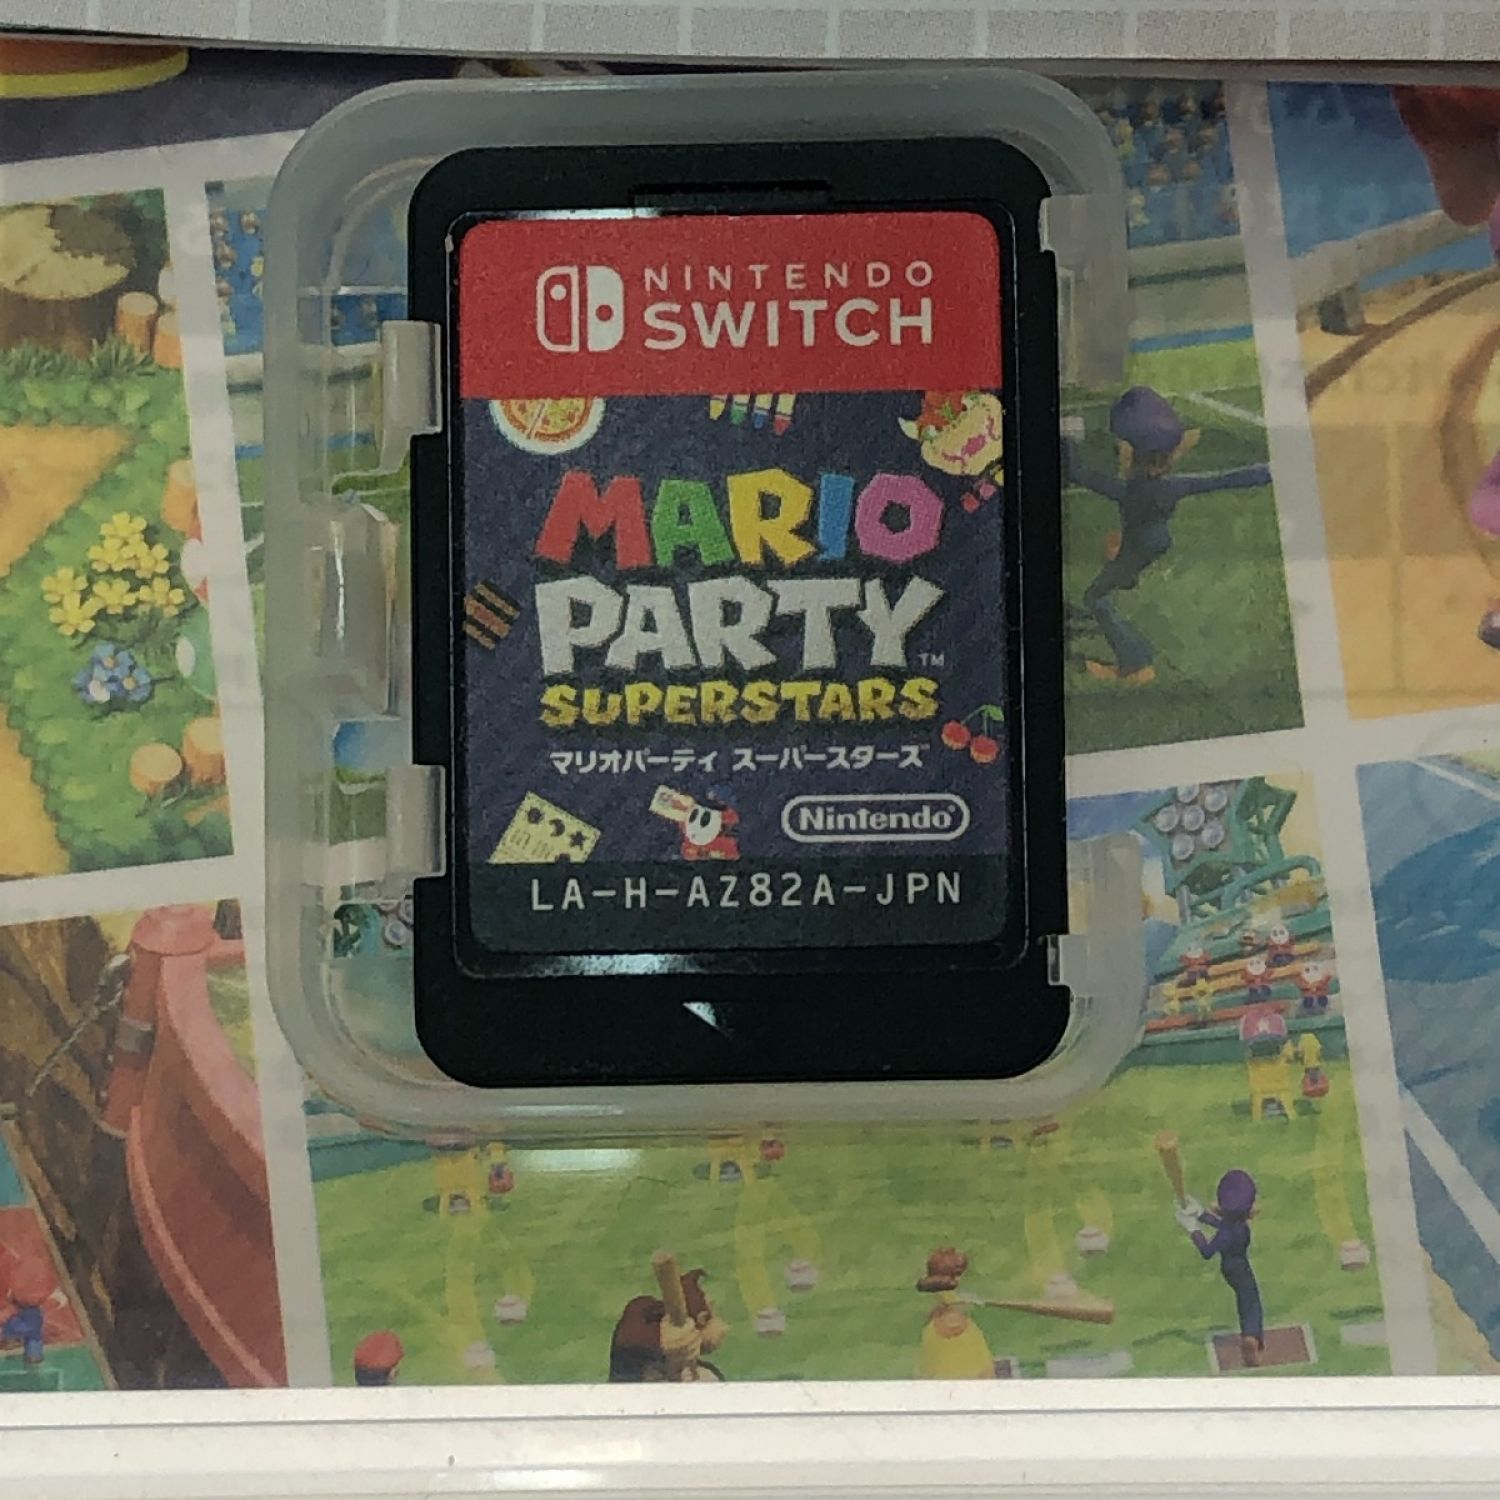 NINTENDO
SWITCH
MARIO
PARTY™
SUPERSTARS
マリオパーティ スーパースターズ
Nintendo®
LA-H-AZ82A-JPN